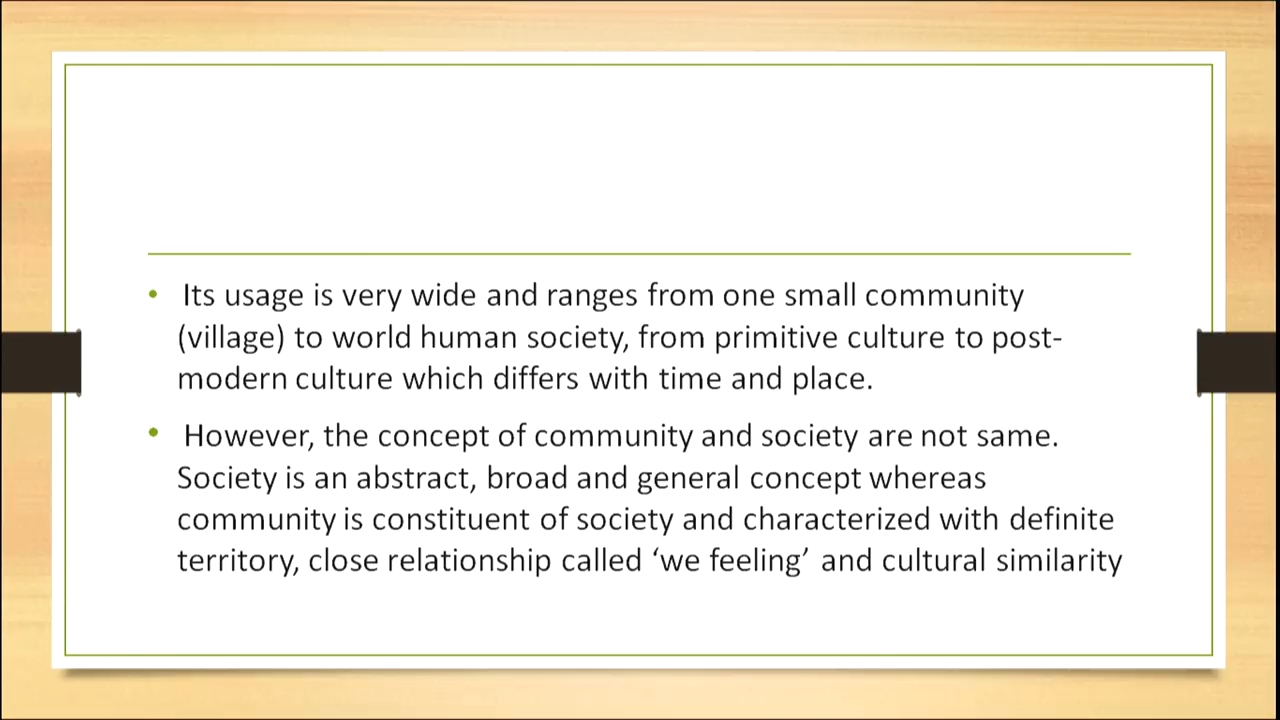 • Its usage is very wide and ranges from one small community
(village) to world human society, from primitive culture to post-
modern culture which differs with time and place.
• However, the concept of community and society are not same.
Society is an abstract, broad and general concept whereas
community is constituent of society and characterized with definite
territory, close relationship called ‘we feeling’ and cultural similarity